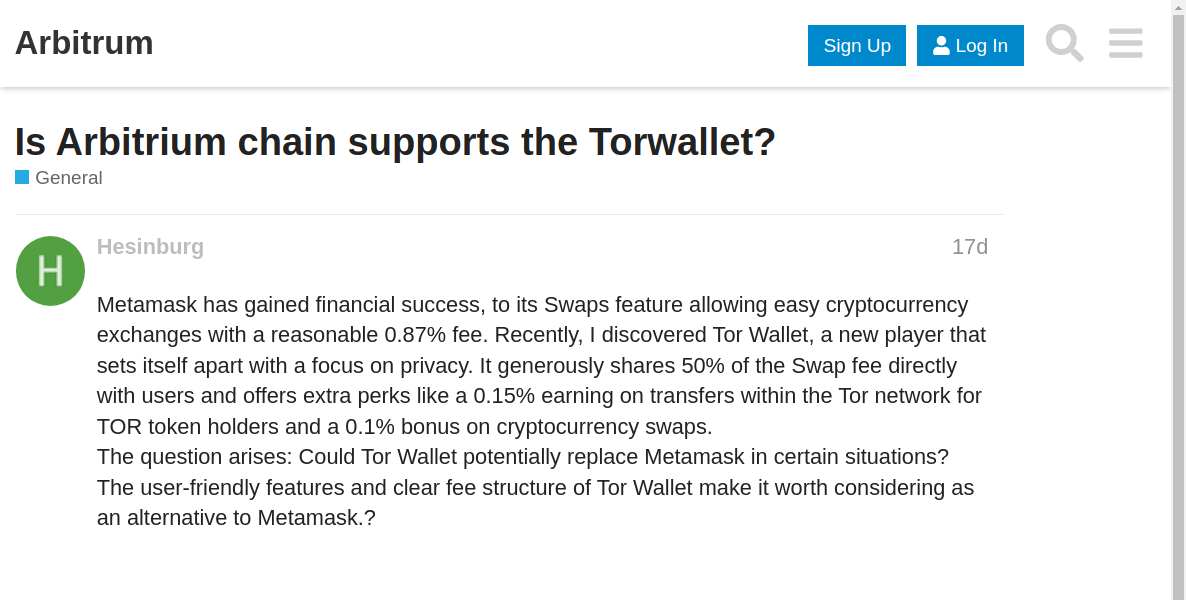 Arbitrum
Sign Up
Log In
Is Arbitrium chain supports the Torwallet?
General
H
Hesinburg
17d
Metamask has gained financial success, to its Swaps feature allowing easy cryptocurrency
exchanges with a reasonable 0.87% fee. Recently, I discovered Tor Wallet, a new player that
sets itself apart with a focus on privacy. It generously shares 50% of the Swap fee directly
with users and offers extra perks like a 0.15% earning on transfers within the Tor network for
TOR token holders and a 0.1% bonus on cryptocurrency swaps.
The question arises: Could Tor Wallet potentially replace Metamask in certain situations?
The user-friendly features and clear fee structure of Tor Wallet make it worth considering as
an alternative to Metamask.?